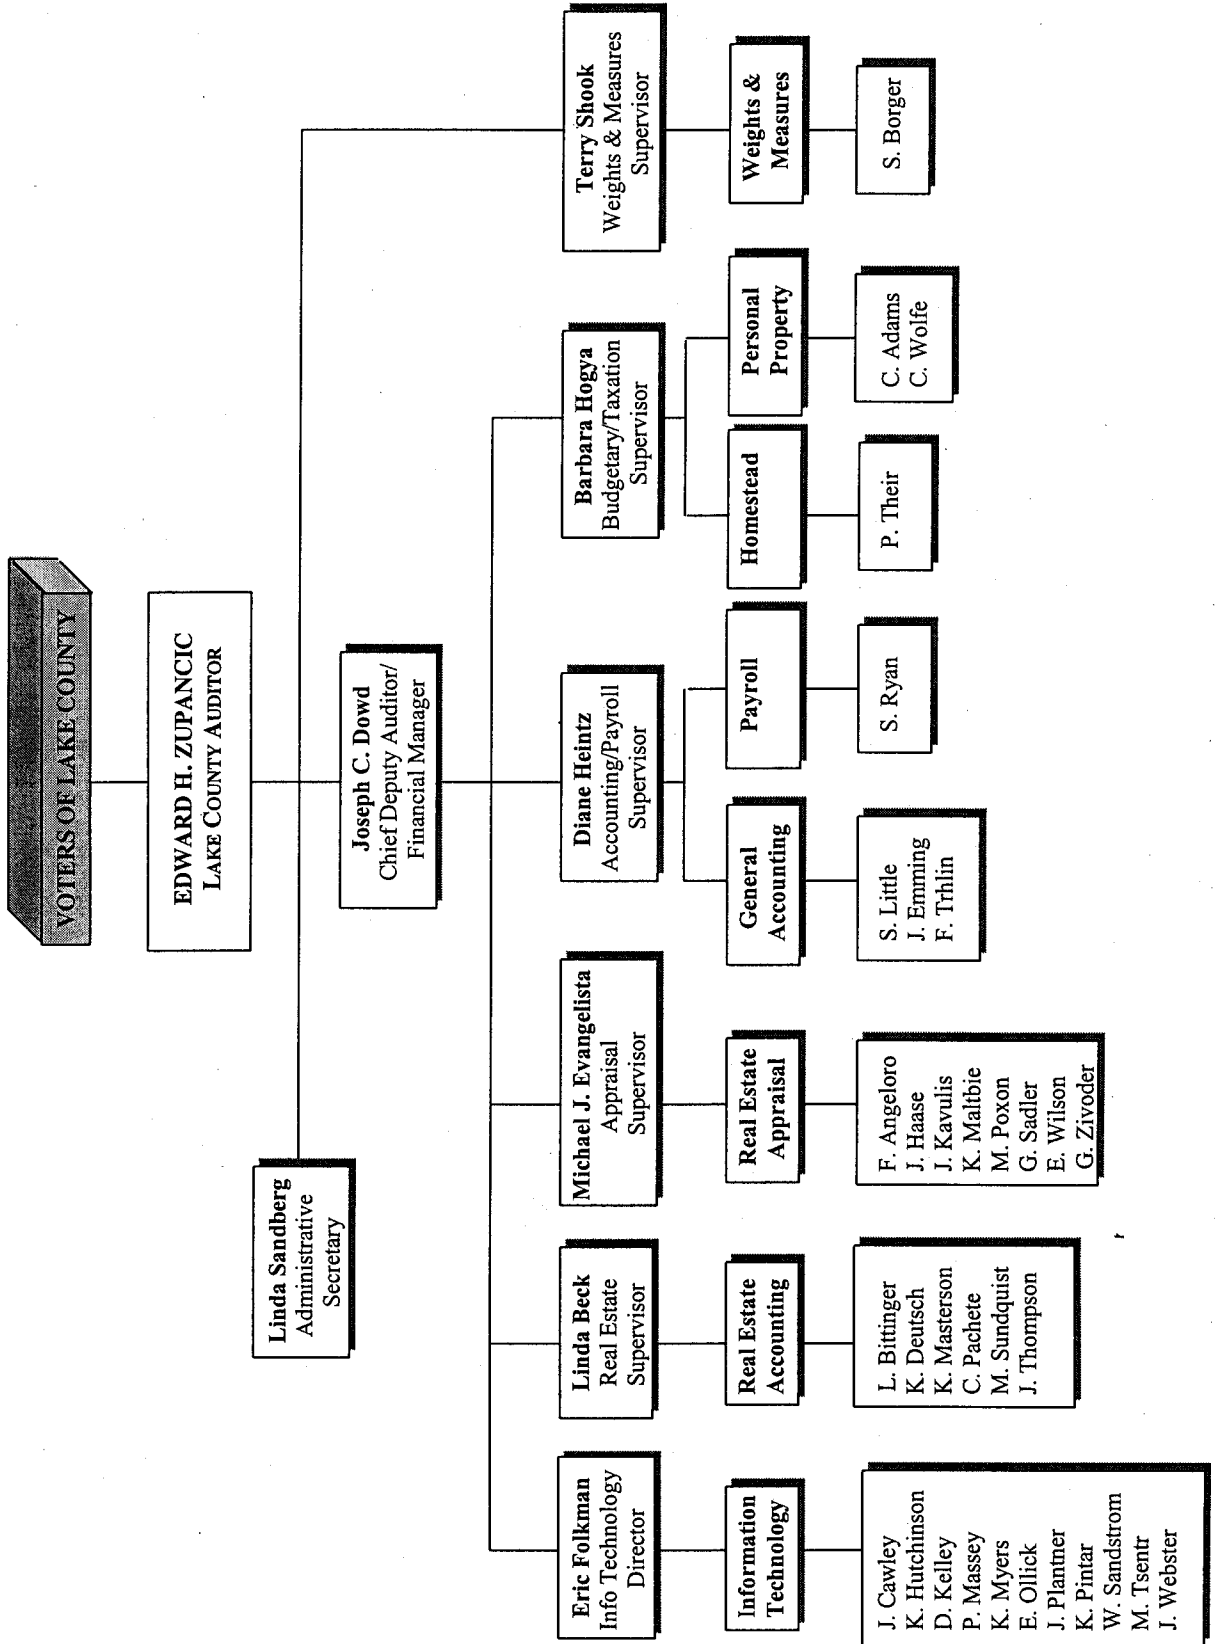 VOTERS OF LAKE COUNTY
EDWARD H. ZUPANCIC
LAKE COUNTY AUDITOR
Linda Sandberg
Administrative
Secretary
Joseph C. Dowd
Chief Deputy Auditor/
Financial Manager
Eric Folkman
Info Technology
Director
Linda Beck
Real Estate
Supervisor
Michael J. Evangelista
Appraisal
Supervisor
Diane Heintz
Accounting/Payroll
Supervisor
Barbara Hogya
Budgetary/Taxation
Supervisor
Terry Shook
Weights & Measures
Supervisor
Information
Technology
Real Estate
Accounting
Real Estate
Appraisal
General
Accounting
Payroll
Homestead
Personal
Property
Weights &
Measures
J. Cawley
K. Hutchinson
D. Kelley
P. Massey
K. Myers
E. Ollick
J. Plantner
K. Pintar
W. Sandstrom
M. Tsentr
J. Webster
L. Bittinger
K. Deutsch
K. Masterson
C. Pachete
M. Sundquist
J. Thompson
F. Angeloro
J. Haase
J. Kavulis
K. Maltbie
M. Poxon
G. Sadler
E. Wilson
G. Zivoder
S. Little
J. Emming
F. Trhlin
S. Ryan
P. Their
C. Adams
C. Wolfe
S. Borger